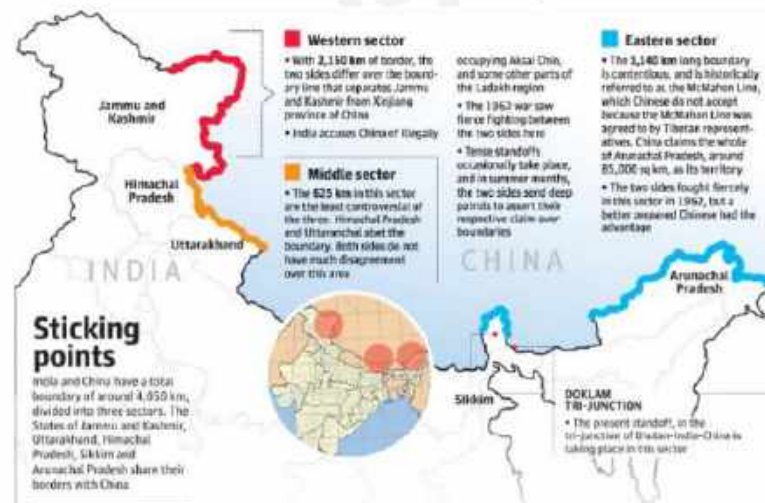 Western sector
• With 2,150 km of border, the
two sides differ over the bound-
ary line that separates Jammu
and Kashmir from Xinjiang
province of China
• India accuses China of illegally
occupying Aksai Chin,
and some other parts of
the Ladakh region
• The 1962 war saw
fierce fighting between
the two sides here
• Tense standoffs
occasionally take place,
and in summer months,
the two sides send deep
patrols to assert their
respective claim over
boundaries
Middle sector
• The 625 km in this sector
are the least controversial of
the three. Himachal Pradesh
and Uttaranchal abet the
boundary. Both sides do not
have much disagreement
over this area
Eastern sector
• The 1,140 km long boundary
is contentious, and is historically
referred to as the McMahon Line,
which Chinese do not accept
because the McMahon Line was
agreed to by Tibetan represent-
atives. China claims the whole
of Arunachal Pradesh, around
85,000 sq km, as its territory
• The two sides fought fiercely
in this sector in 1962, but a
better prepared Chinese had the
advantage
Jammu and
Kashmir
Himachal
Pradesh
Uttarakhand
INDIA
CHINA
Arunachal
Pradesh
Sikkim
Sticking
points
India and China have a total
boundary of around 4,050 km,
divided into three sectors. The
States of Jammu and Kashmir,
Uttarakhand, Himachal
Pradesh, Sikkim and
Arunachal Pradesh share their
borders with China
DOKLAM
TRI-JUNCTION
• The present standoff, in the
tri-junction of Bhutan-India-China is
taking place in this sector